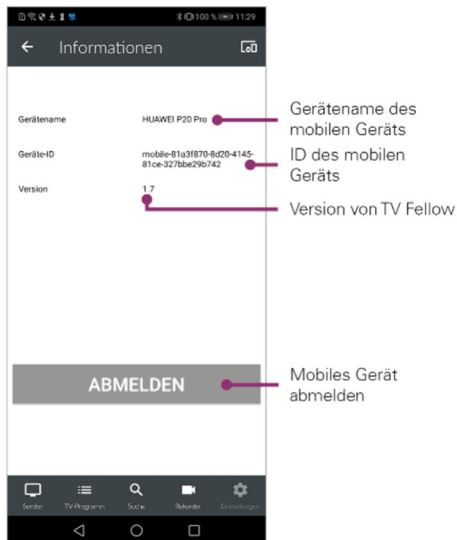 100 % 11:29
Informationen
Gerätename HUAWEI P20 Pro
Geräte-ID mobile-81a3f870-8d20-4145-
81ce-327bbe29b742
Version 1.7
ABMELDEN
Sender TV-Programm Suche Rekorder Einstellungen
Gerätename des
mobilen Geräts
ID des mobilen
Geräts
Version von TV Fellow
Mobiles Gerät
abmelden